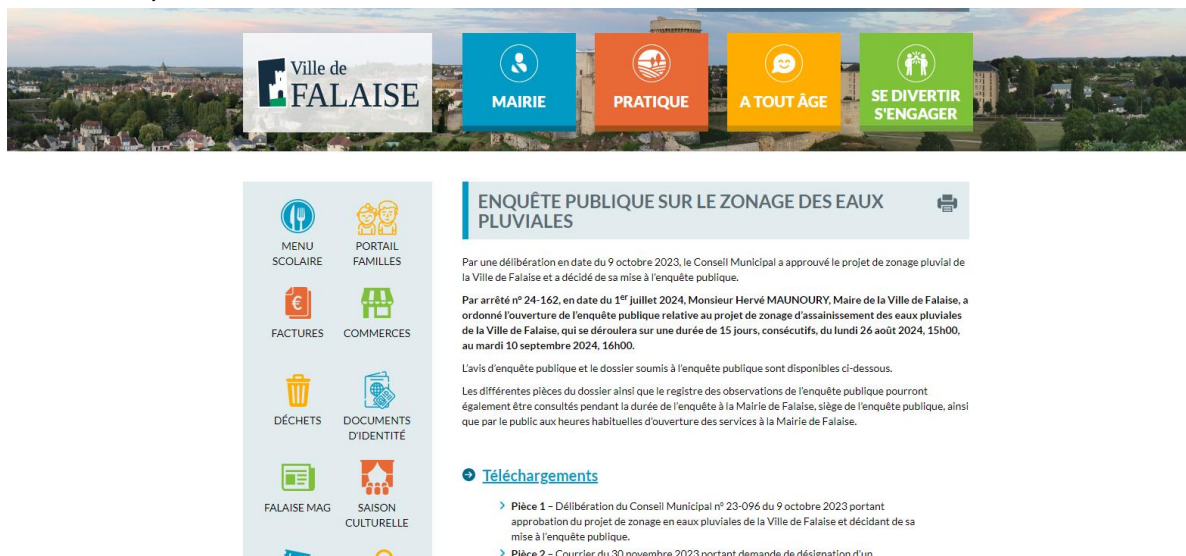 Ville de
FALAISE
MAIRIE
PRATIQUE
A TOUT ÂGE
SE DIVERTIR
S'ENGAGER
MENU
SCOLAIRE
PORTAIL
FAMILLES
FACTURES
COMMERCES
DÉCHETS
DOCUMENTS
D'IDENTITÉ
FALAISE MAG
SAISON
CULTURELLE
ENQUÊTE PUBLIQUE SUR LE ZONAGE DES EAUX
PLUVIALES
Par une délibération en date du 9 octobre 2023, le Conseil Municipal a approuvé le projet de zonage pluvial de
la Ville de Falaise et a décidé de sa mise à l'enquête publique.
Par arrêté n° 24-162, en date du 1er juillet 2024, Monsieur Hervé MAUNOURY, Maire de la Ville de Falaise, a
ordonné l'ouverture de l'enquête publique relative au projet de zonage d'assainissement des eaux pluviales
de la Ville de Falaise, qui se déroulera sur une durée de 15 jours, consécutifs, du lundi 26 août 2024, 15h00,
au mardi 10 septembre 2024, 16h00.
L'avis d'enquête publique et le dossier soumis à l'enquête publique sont disponibles ci-dessous.
Les différentes pièces du dossier ainsi que le registre des observations de l'enquête publique pourront
également être consultés pendant la durée de l'enquête à la Mairie de Falaise, siège de l'enquête publique, ainsi
que par le public aux heures habituelles d'ouverture des services à la Mairie de Falaise.
Téléchargements
Pièce 1 – Délibération du Conseil Municipal n° 23-096 du 9 octobre 2023 portant
approbation du projet de zonage en eaux pluviales de la Ville de Falaise et décidant de sa
mise à l'enquête publique.
Pièce 2 – Courrier du 30 novembre 2023 portant demande de désignation d'un